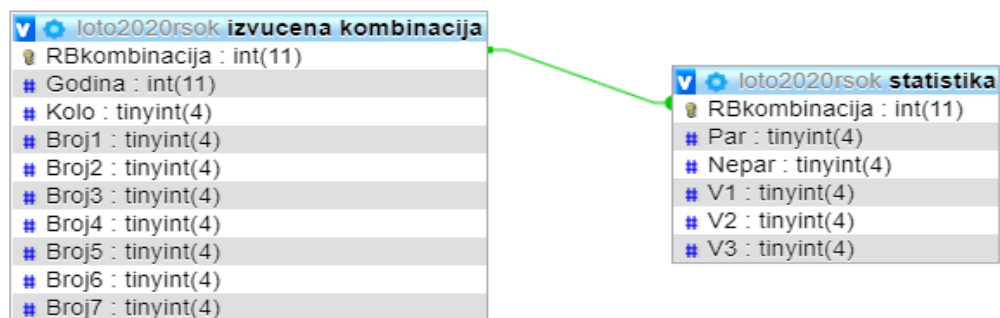 v loto2020rsok izvucena kombinacija
RBkombinacija : int(11)
# Godina : int(11)
# Kolo : tinyint(4)
# Broj1 : tinyint(4)
# Broj2 : tinyint(4)
# Broj3 : tinyint(4)
# Broj4 : tinyint(4)
# Broj5 : tinyint(4)
# Broj6 : tinyint(4)
# Broj7 : tinyint(4)
v loto2020rsok statistika
RBkombinacija : int(11)
# Par : tinyint(4)
# Nepar : tinyint(4)
# V1 : tinyint(4)
# V2 : tinyint(4)
# V3 : tinyint(4)